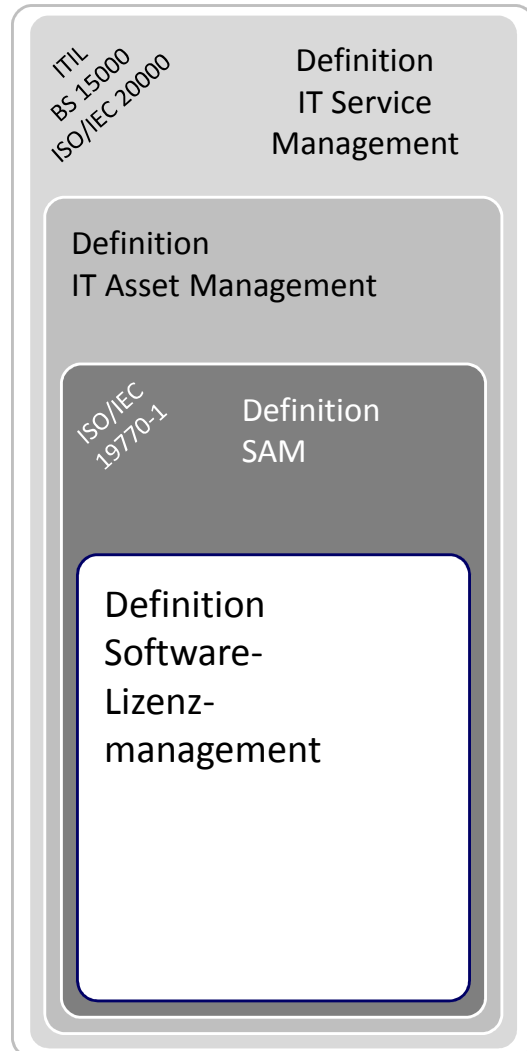 ITIL
BS 15000
ISO/IEC 20000
Definition
IT Service
Management
Definition
IT Asset Management
ISO/IEC
19770-1
Definition
SAM
Definition
Software-
Lizenz-
management